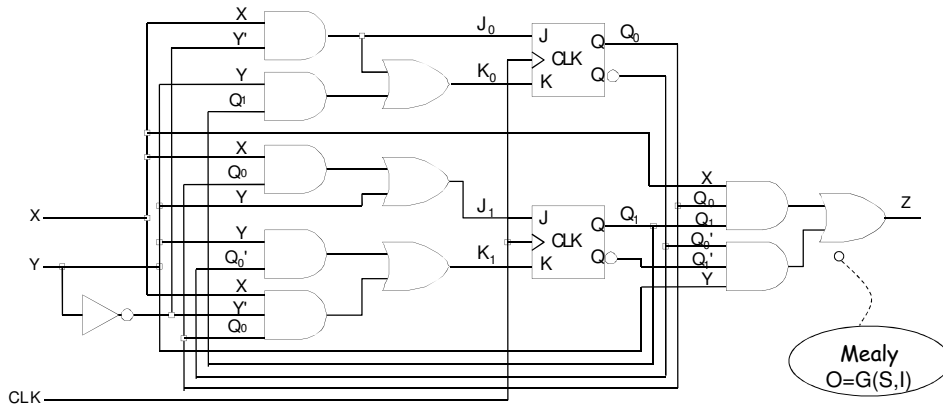 X
Y'
J0
J
Q
Q0
CLK
Q
K
Y
Q1
K0
X
Q0
Y
J1
X
Q0
Q1
Z
X
J
Q
Q1
CLK
Q
K
Y
Q0'
K1
Q0'
Q1'
Y
Y
X
Y'
Q0
Mealy
O=G(S,I)
CLK